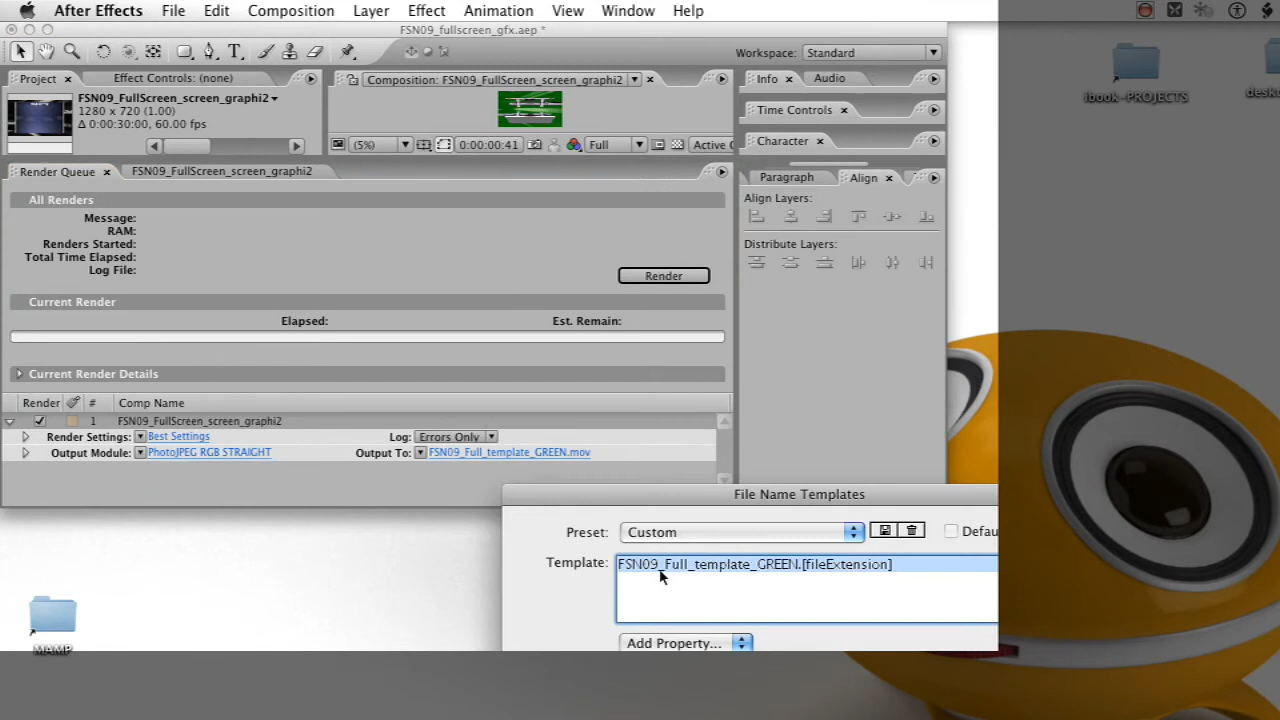 After Effects File Edit Composition Layer Effect Animation View Window Help
FSN09_fullscreen_gfx.aep *
Workspace: Standard
Project Effect Controls: (none)
FSN09_FullScreen_screen_graphi2
1280 x 720 (1.00)
Δ 0:00:30:00, 60.00 fps
Composition: FSN09_FullScreen_screen_graphi2
(5%) 0:00:00:41 Full Active C
Info Audio
Time Controls
Character
Paragraph Align
Align Layers:
Distribute Layers:
Render Queue FSN09_FullScreen_screen_graphi2
All Renders
Message:
RAM:
Renders Started:
Total Time Elapsed:
Log File:
Render
Current Render
Elapsed: Est. Remain:
Current Render Details
Render # Comp Name
1 FSN09_FullScreen_screen_graphi2
Render Settings: Best Settings Log: Errors Only
Output Module: PhotoJPEG RGB STRAIGHT Output To: FSN09_Full_template_GREEN.mov
File Name Templates
Preset: Custom Defau
Template: FSN09_Full_template_GREEN.[fileExtension]
Add Property...
ibook-PROJECTS
desk
MAMP